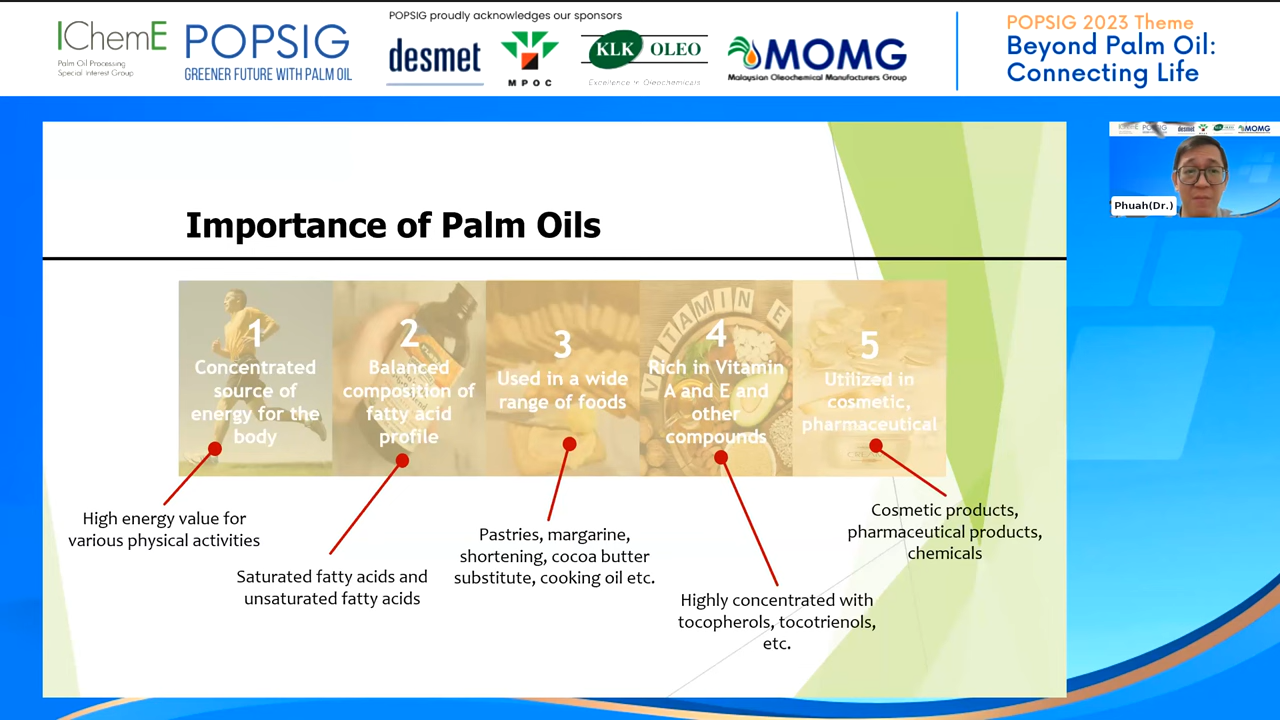 POPSIG proudly acknowledges our sponsors
IChemE
Palm Oil Processing
Special Interest Group
POPSIG
GREENER FUTURE WITH PALM OIL
desmet
MPOC
KLK OLEO
Excellence in Oleochemicals
MOMG
Malaysian Oleochemical Manufacturers Group
POPSIG 2023 Theme
Beyond Palm Oil:
Connecting Life
IChemE POPSIG desmet MOMG
Phuah(Dr.)
Importance of Palm Oils
1
Concentrated
source of
energy for the
body
2
Balanced
composition of
fatty acid
profile
3
Used in a wide
range of foods
VITAMIN E
4
Rich in Vitamin
A and E and
other
compounds
5
Utilized in
cosmetic,
pharmaceutical
High energy value for
various physical activities
Saturated fatty acids and
unsaturated fatty acids
Pastries, margarine,
shortening, cocoa butter
substitute, cooking oil etc.
Highly concentrated with
tocopherols, tocotrienols,
etc.
Cosmetic products,
pharmaceutical products,
chemicals